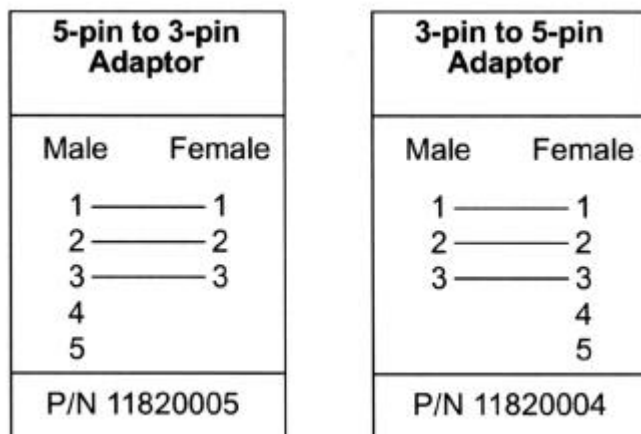 5-pin to 3-pin
Adaptor
Male Female
1 1
2 2
3 3
4
5
P/N 11820005
3-pin to 5-pin
Adaptor
Male Female
1 1
2 2
3 3
4
5
P/N 11820004